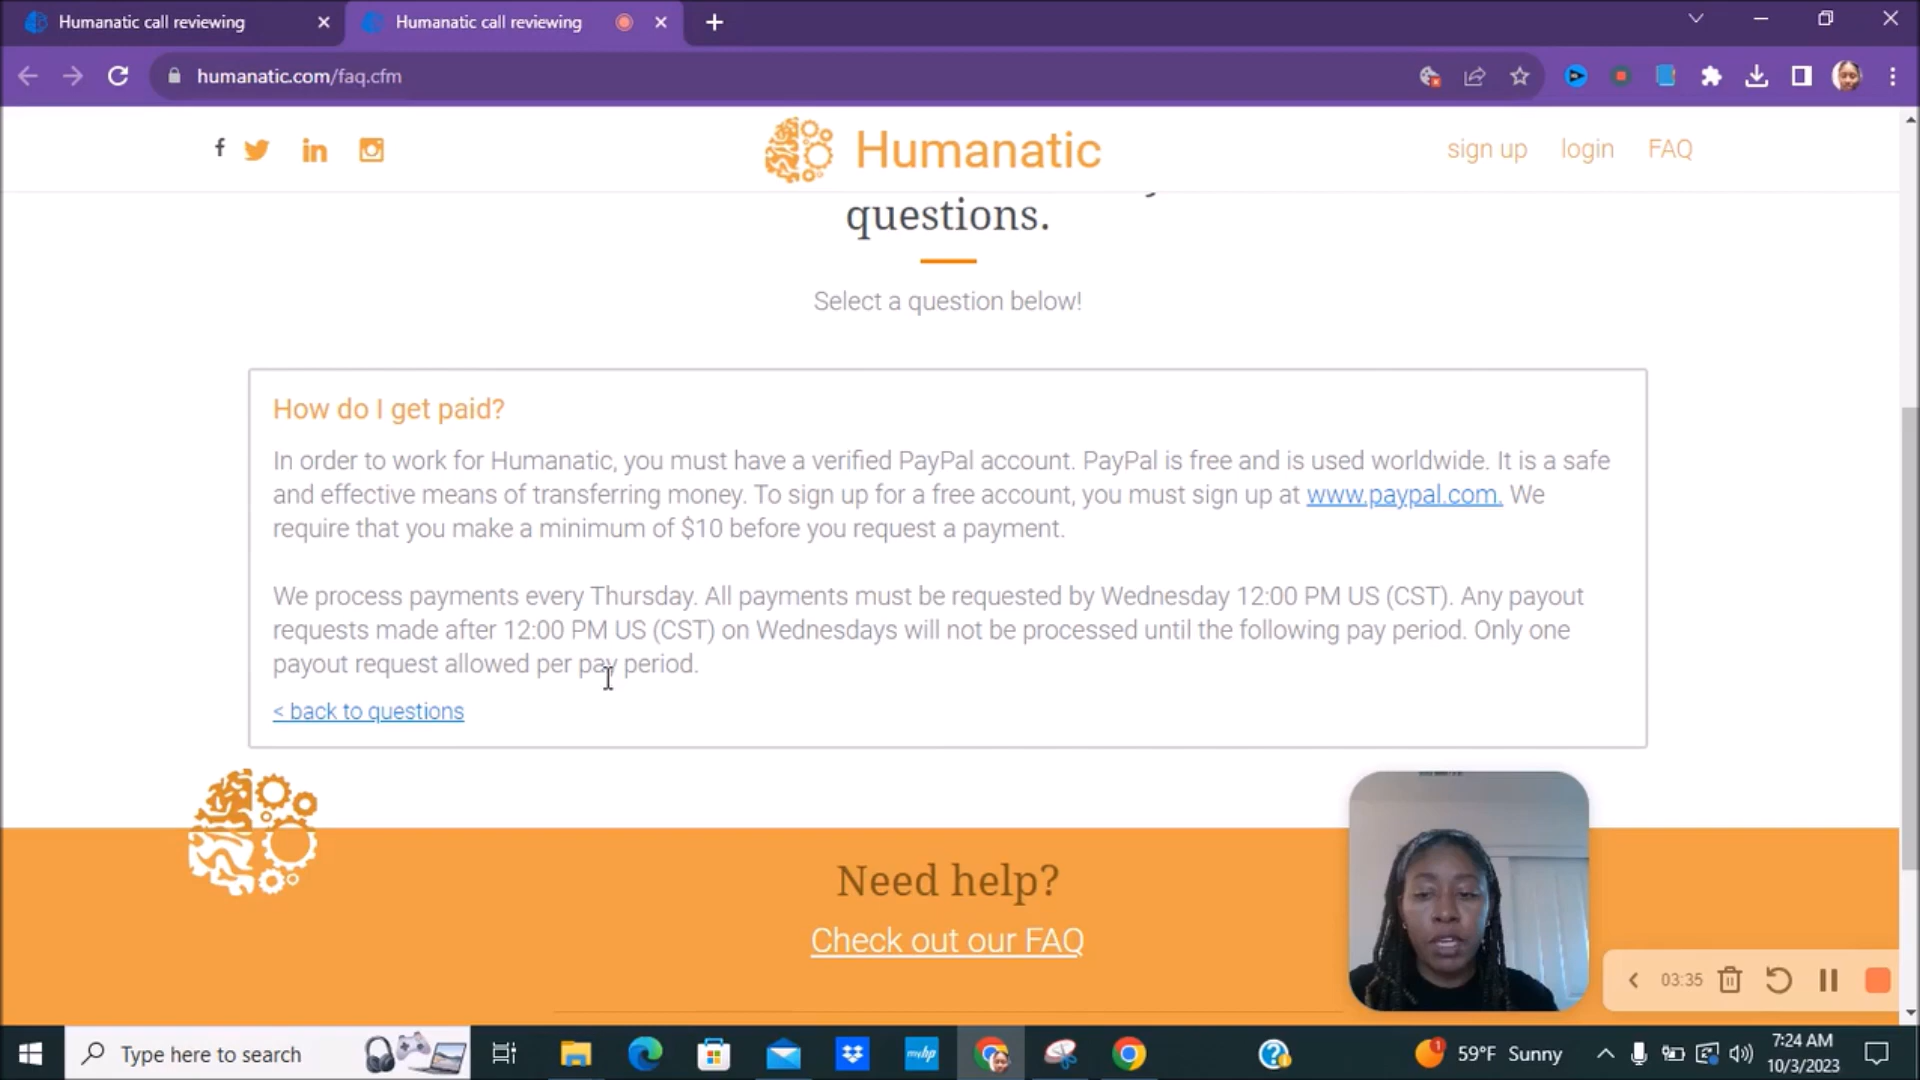 Humanatic call reviewing
Humanatic call reviewing
humanatic.com/faq.cfm
Humanatic
sign up
login
FAQ
questions.
Select a question below!
How do I get paid?
In order to work for Humanatic, you must have a verified PayPal account. PayPal is free and is used worldwide. It is a safe
and effective means of transferring money. To sign up for a free account, you must sign up at www.paypal.com. We
require that you make a minimum of $10 before you request a payment.
We process payments every Thursday. All payments must be requested by Wednesday 12:00 PM US (CST). Any payout
requests made after 12:00 PM US (CST) on Wednesdays will not be processed until the following pay period. Only one
payout request allowed per pay period.
< back to questions
Need help?
Check out our FAQ
03:35
Type here to search
myhp
1
59°F Sunny
7:24 AM
10/3/2023